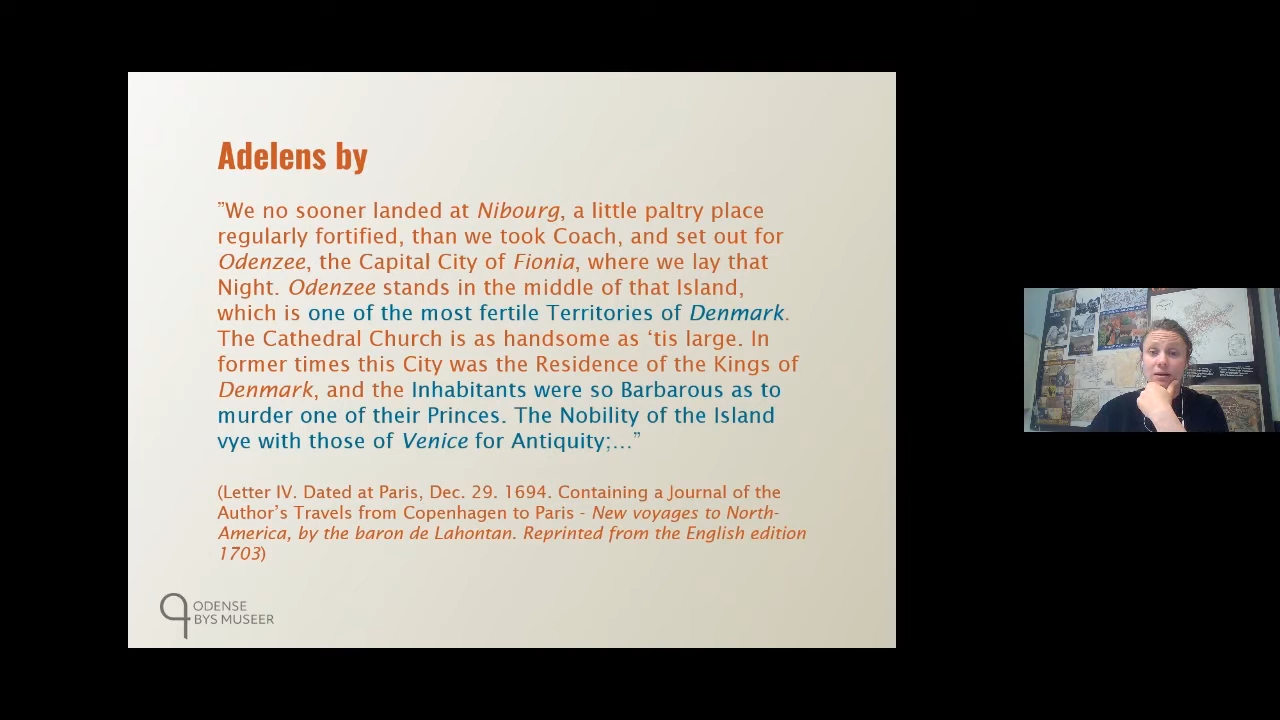 Adelens by
”We no sooner landed at Nibourg, a little paltry place
regularly fortified, than we took Coach, and set out for
Odenzee, the Capital City of Fionia, where we lay that
Night. Odenzee stands in the middle of that Island,
which is one of the most fertile Territories of Denmark.
The Cathedral Church is as handsome as ‘tis large. In
former times this City was the Residence of the Kings of
Denmark, and the Inhabitants were so Barbarous as to
murder one of their Princes. The Nobility of the Island
vye with those of Venice for Antiquity;…”
(Letter IV. Dated at Paris, Dec. 29. 1694. Containing a Journal of the
Author’s Travels from Copenhagen to Paris - New voyages to North-
America, by the baron de Lahontan. Reprinted from the English edition
1703)
ODENSE
BYS MUSEER